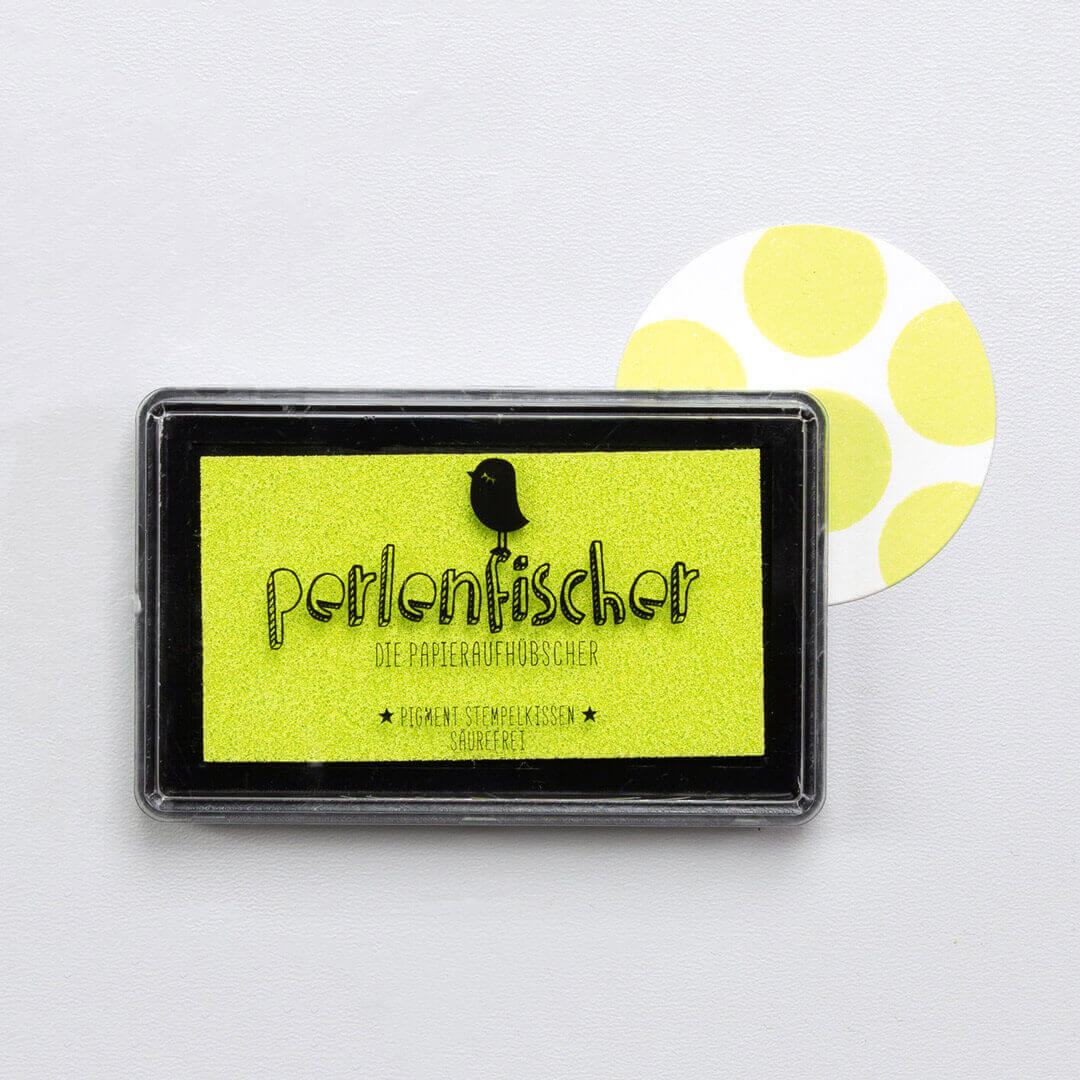 perlenfischer
DIE PAPIERAUFHÜBSCHER
★ PIGMENT STEMPELKISSEN ★
SÄUREFREI